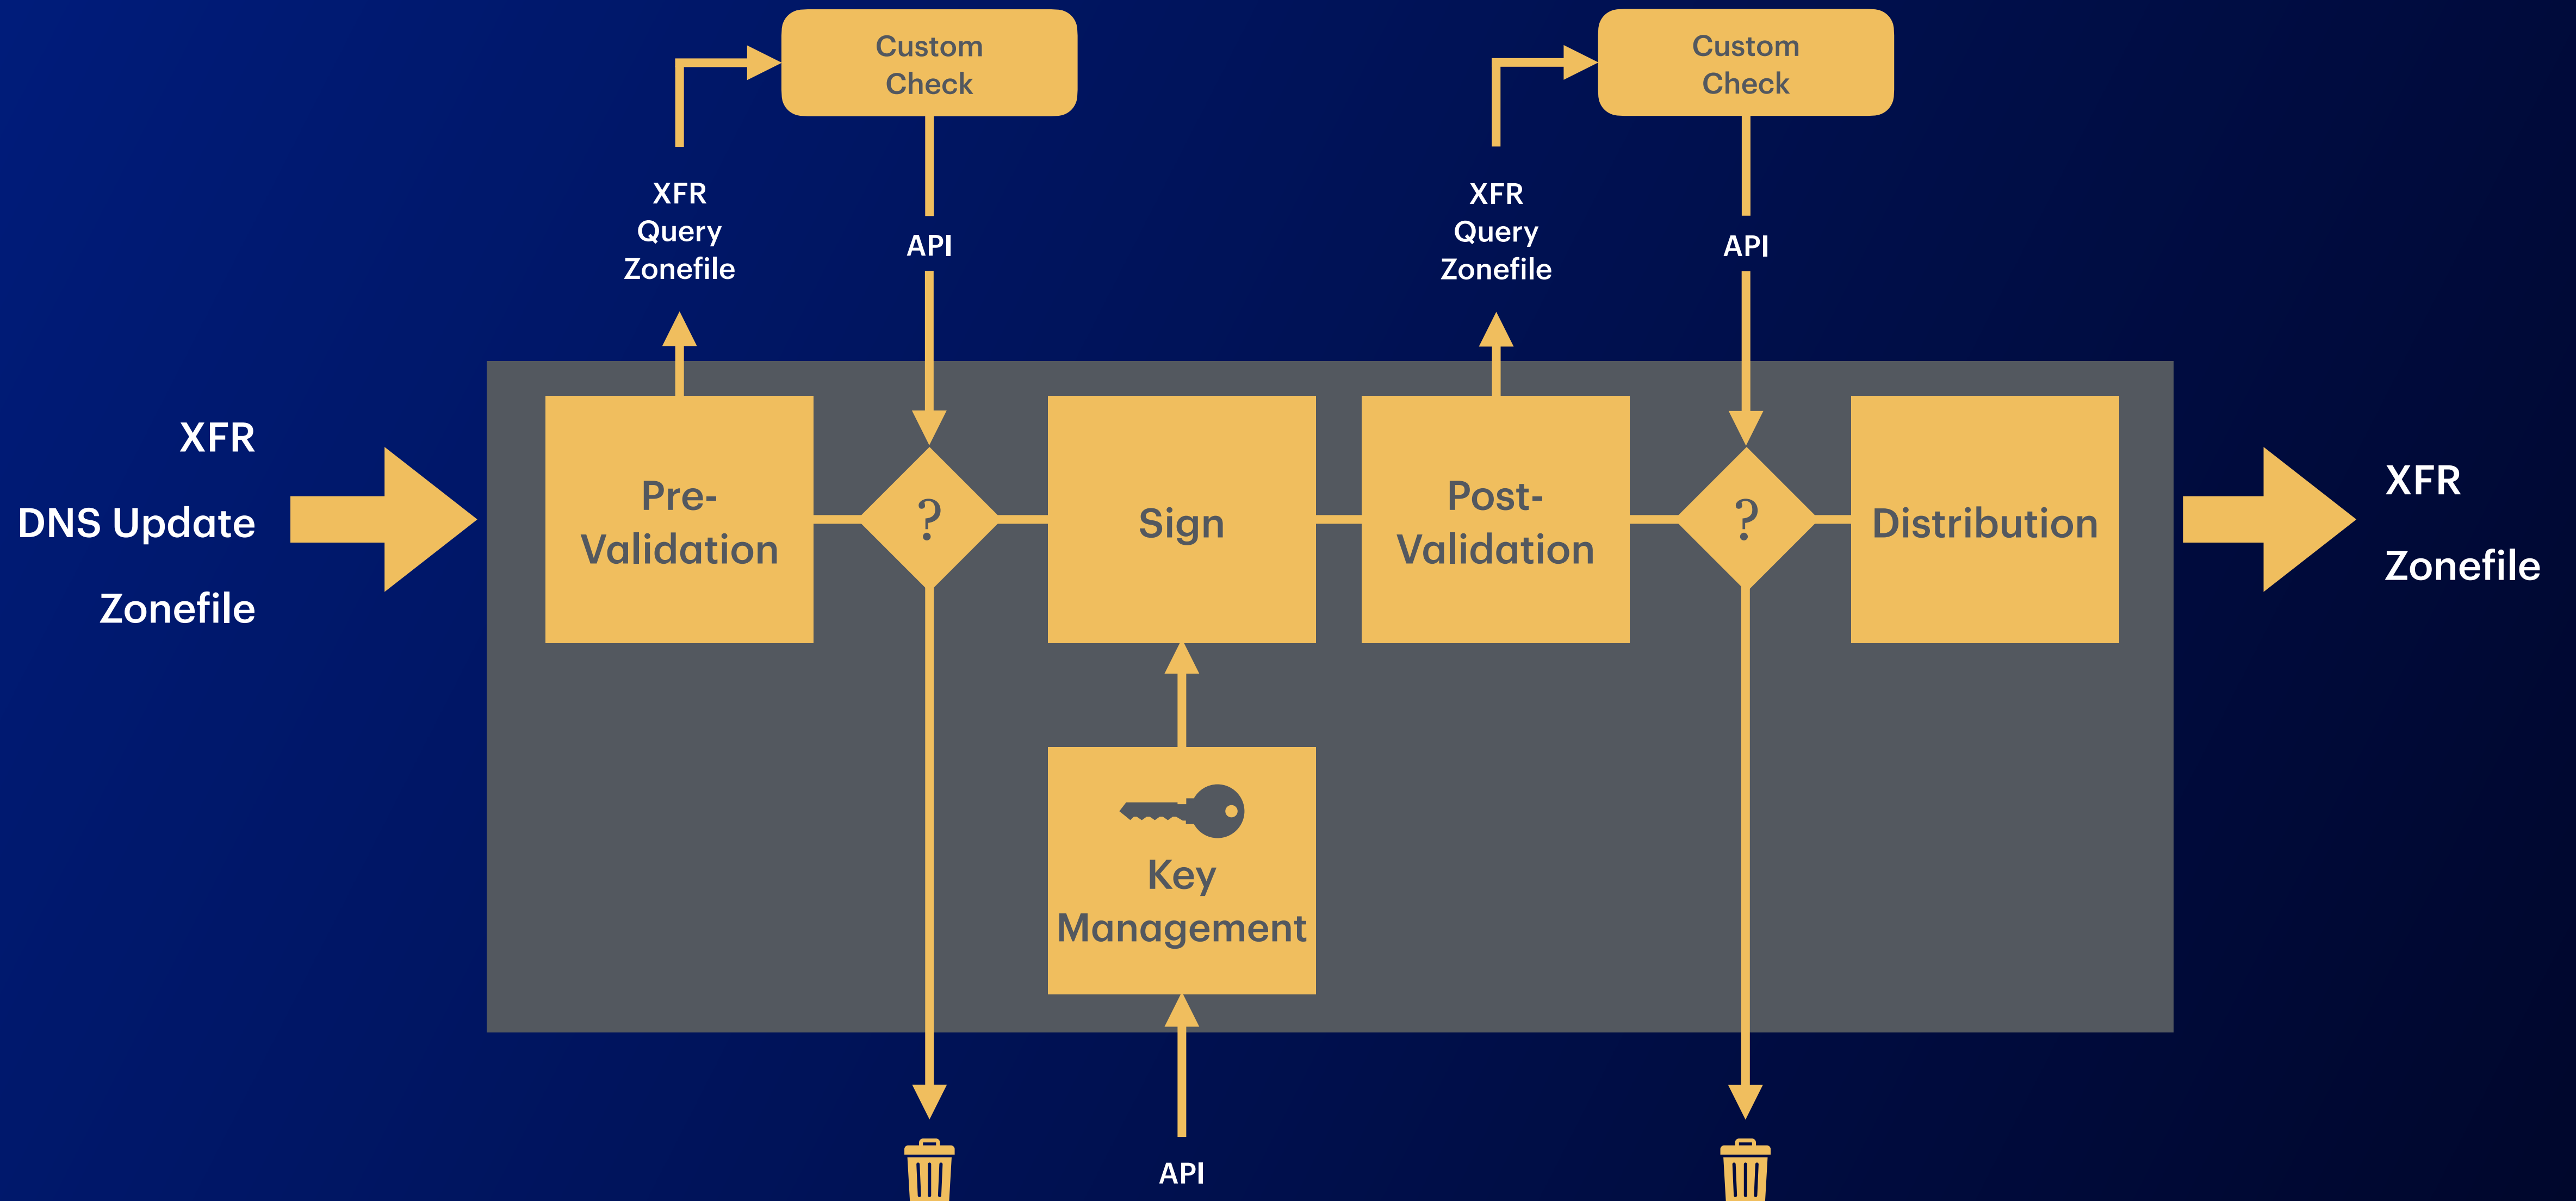 Custom
Check
Custom
Check
XFR
Query
Zonefile
API
XFR
Query
Zonefile
API
XFR
DNS Update
Zonefile
Pre-
Validation
?
Sign
Post-
Validation
?
Distribution
XFR
Zonefile
Key
Management
API